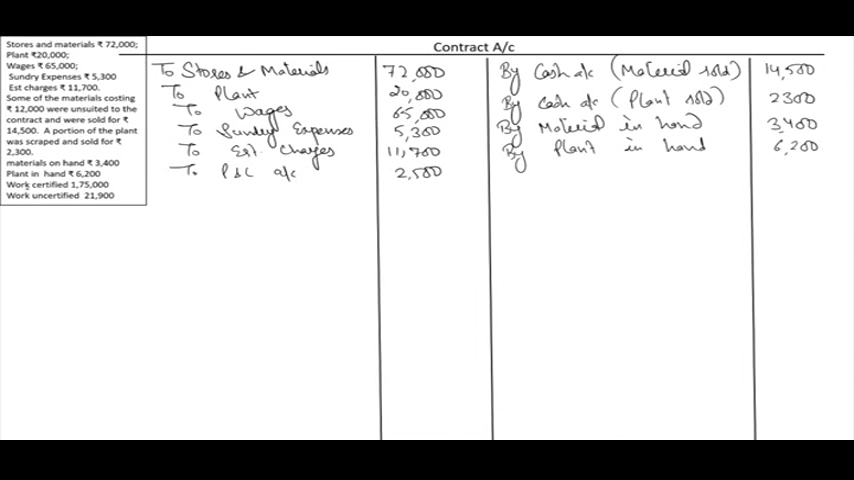 Contract A/c
Stores and materials ₹ 72,000;
Plant ₹20,000;
Wages ₹ 65,000;
Sundry Expenses ₹ 5,300
Est charges ₹ 11,700.
Some of the materials costing
₹ 12,000 were unsuited to the
contract and were sold for ₹
14,500. A portion of the plant
was scraped and sold for ₹
2,300.
materials on hand ₹ 3,400
Plant in hand ₹ 6,200
Work certified 1,75,000
Work uncertified 21,900
To Stores & Materials 72,000
To Plant 20,000
To Wages 65,000
To Sundry Expenses 5,300
To Est. Charges 11,700
To P&L a/c 2,500
By Cash a/c (Material sold) 14,500
By Cash a/c (Plant sold) 2300
By Material in hand 3,400
By Plant in hand 6,200